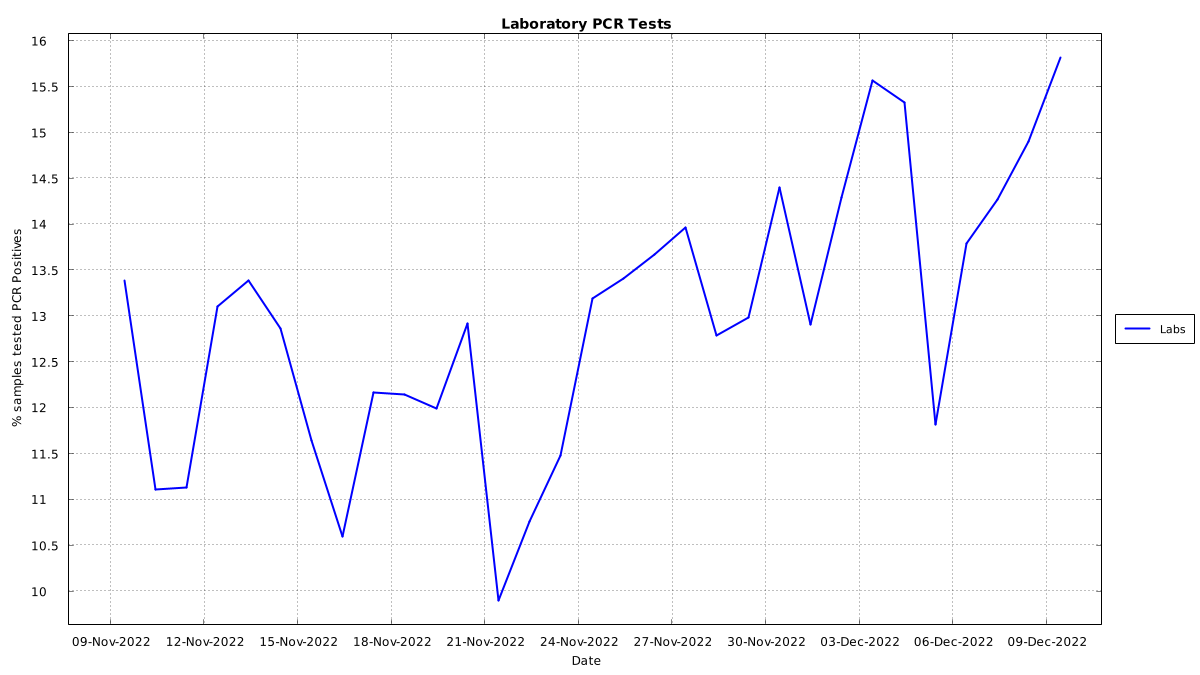 Laboratory PCR Tests
16
15.5
15
14.5
14
13.5
13
12.5
12
11.5
11
10.5
10
% samples tested PCR Positives
09-Nov-2022 12-Nov-2022 15-Nov-2022 18-Nov-2022 21-Nov-2022 24-Nov-2022 27-Nov-2022 30-Nov-2022 03-Dec-2022 06-Dec-2022 09-Dec-2022
Date
Labs